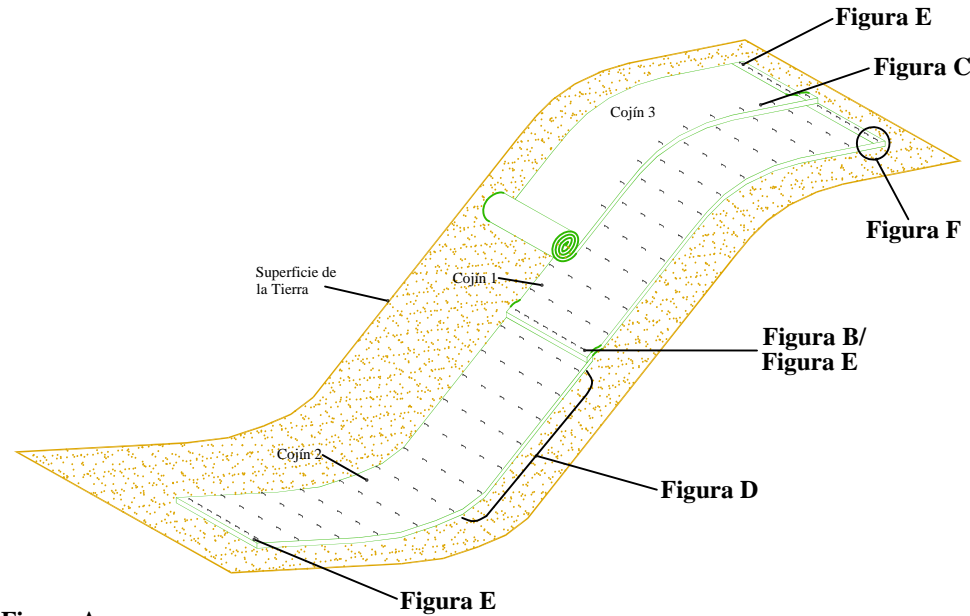 Figura E
Figura C
Cojín 3
Figura F
Superficie de
la Tierra
Cojín 1
Figura B/
Figura E
Cojín 2
Figura D
Figura E